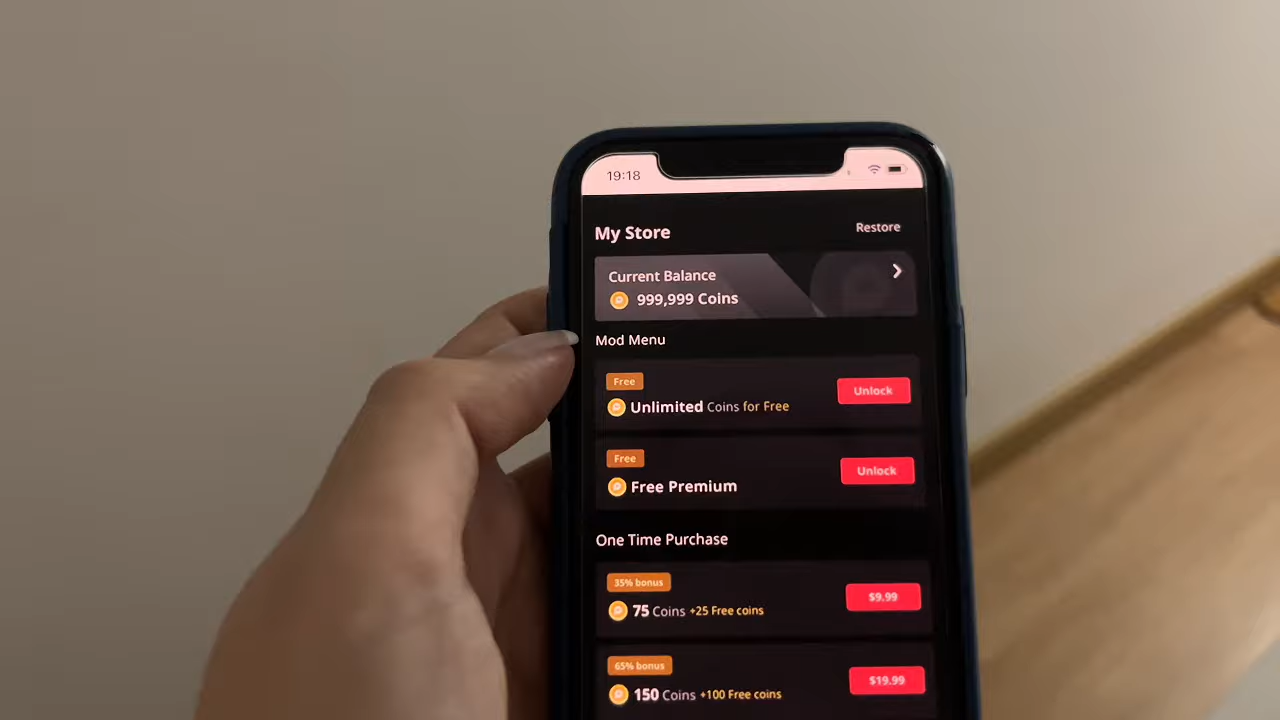 19:18
My Store
Restore
Current Balance
999,999 Coins
Mod Menu
Free
Unlimited Coins for Free
Unlock
Free
Free Premium
Unlock
One Time Purchase
35% bonus
75 Coins +25 Free coins
$9.99
65% bonus
150 Coins +100 Free coins
$19.99